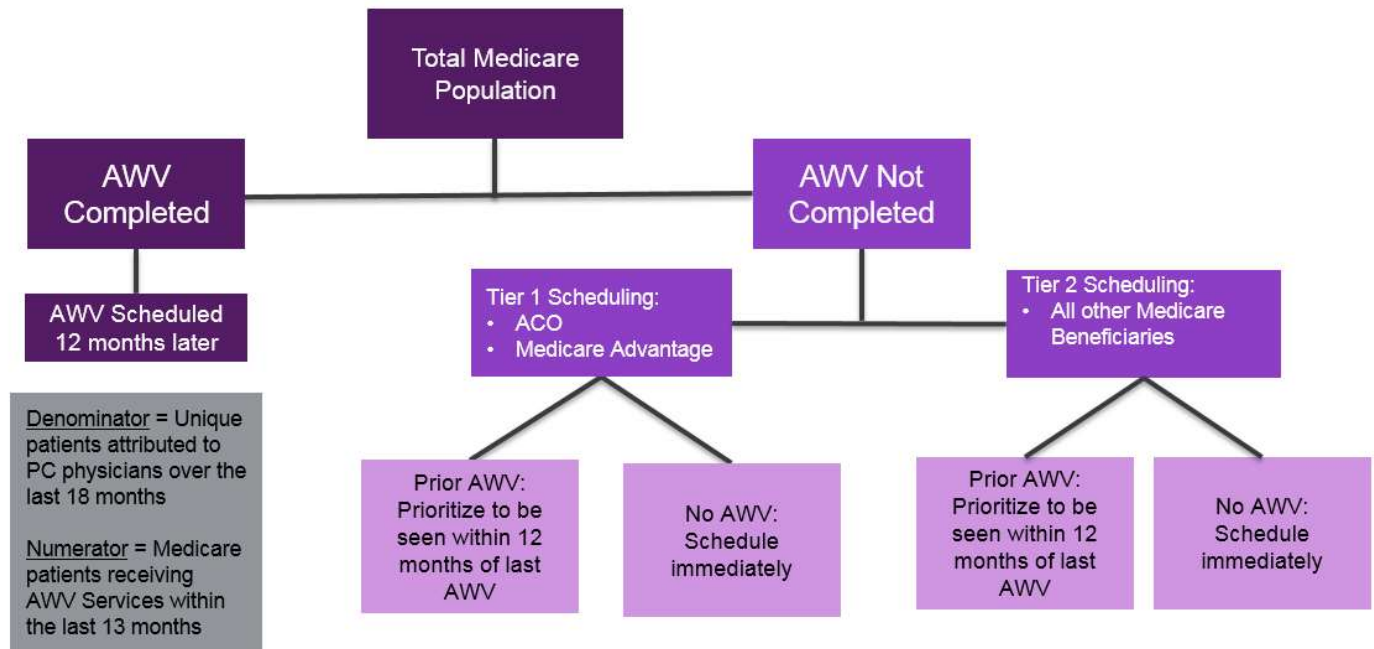 Total Medicare
Population
AWV
Completed
AWV Not
Completed
AWV Scheduled
12 months later
Tier 1 Scheduling:
• ACO
• Medicare Advantage
Tier 2 Scheduling:
• All other Medicare
Beneficiaries
Denominator = Unique
patients attributed to
PC physicians over the
last 18 months
Numerator = Medicare
patients receiving
AWV Services within
the last 13 months
Prior AWV:
Prioritize to be
seen within 12
months of last
AWV
No AWV:
Schedule
immediately
Prior AWV:
Prioritize to be
seen within 12
months of last
AWV
No AWV:
Schedule
immediately